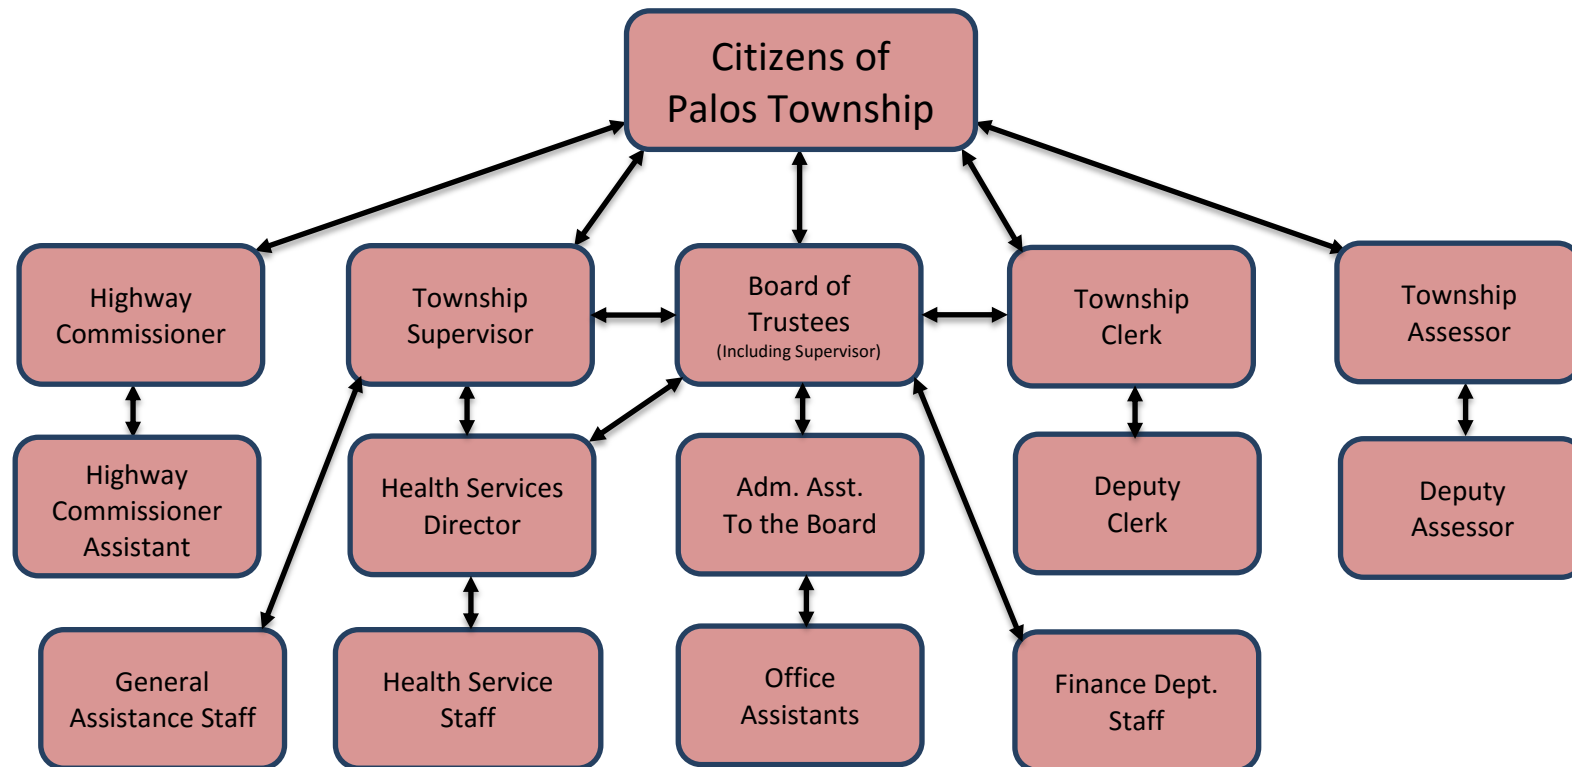 Citizens of
Palos Township
Highway
Commissioner
Township
Supervisor
Board of
Trustees
(Including Supervisor)
Township
Clerk
Township
Assessor
Highway
Commissioner
Assistant
Health Services
Director
Adm. Asst.
To the Board
Deputy
Clerk
Deputy
Assessor
General
Assistance Staff
Health Service
Staff
Office
Assistants
Finance Dept.
Staff